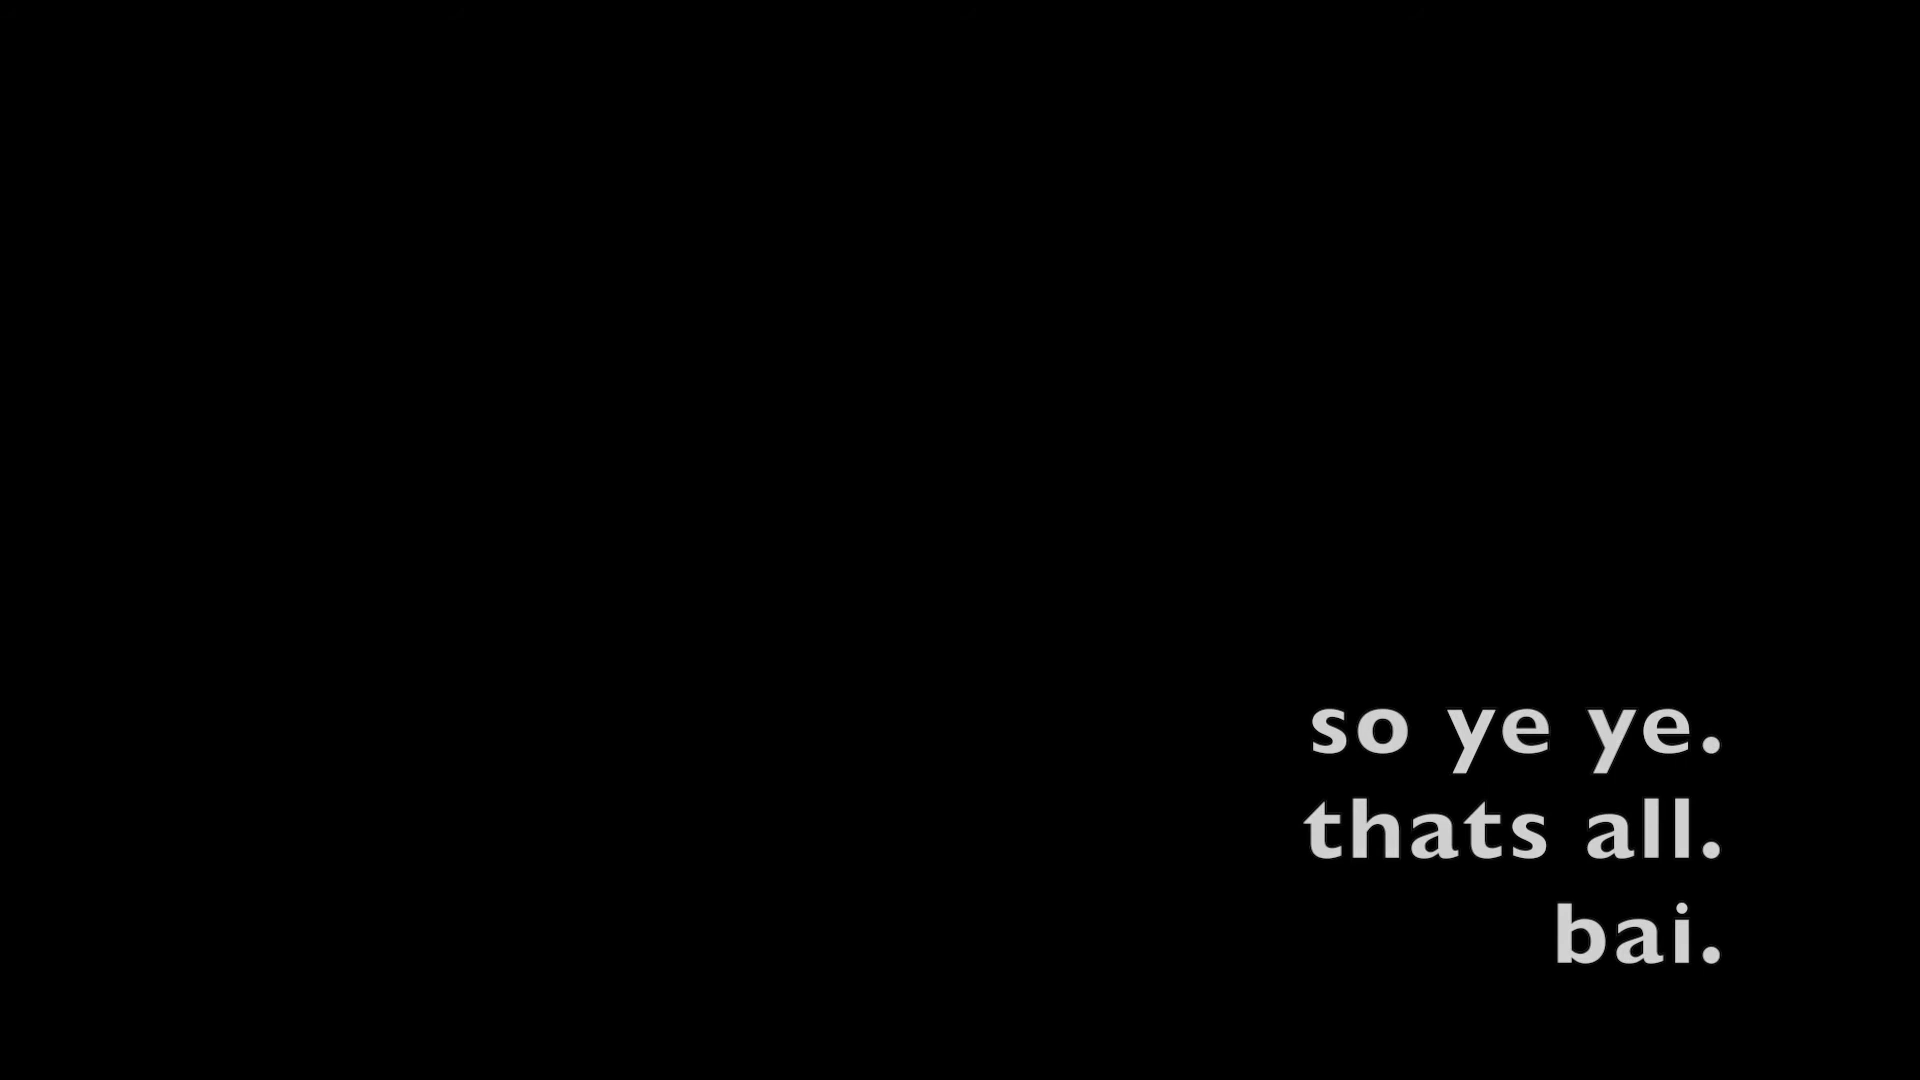 so ye ye.
thats all.
bai.